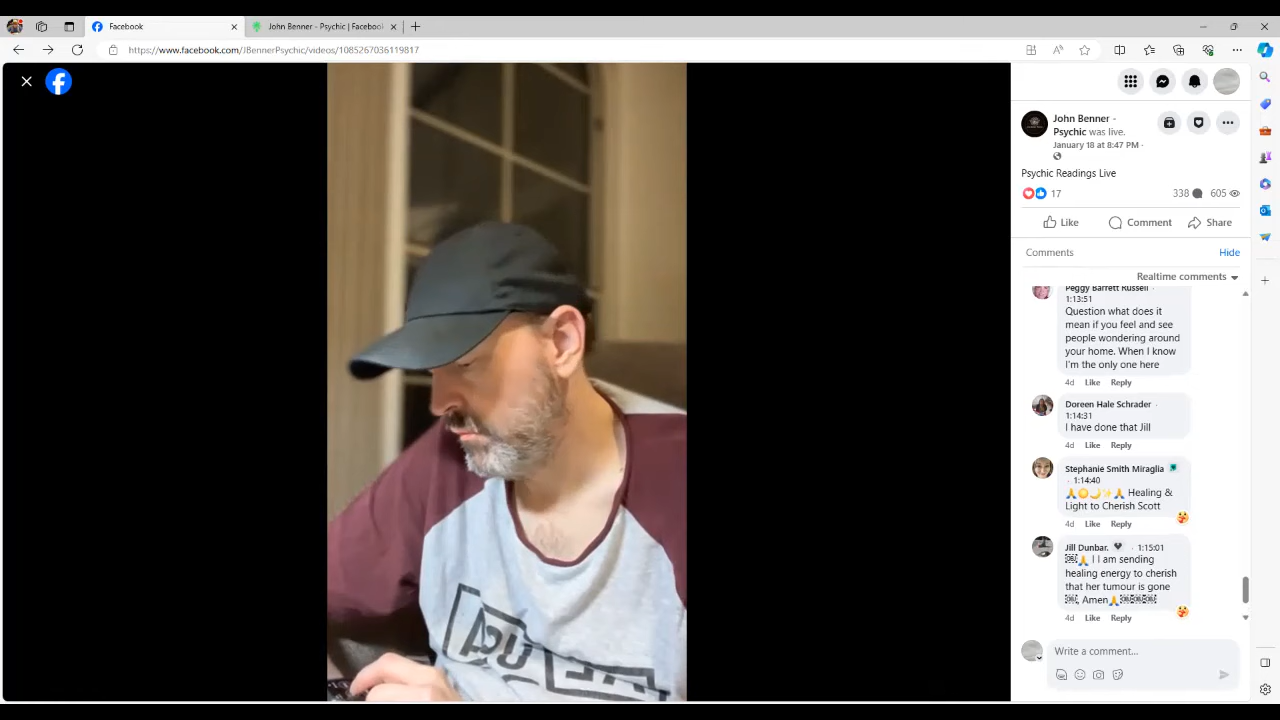 Facebook
John Benner - Psychic | Facebook
https://www.facebook.com/JBennerPsychic/videos/1085267036119817
John Benner -
Psychic was live.
January 18 at 8:47 PM ·
Psychic Readings Live
17
338
605
Like
Comment
Share
Comments
Hide
Realtime comments
Peggy Barrett Russell ·
1:13:51
Question what does it
mean if you feel and see
people wondering around
your home. When I know
I'm the only one here
4d Like Reply
Doreen Hale Schrader ·
1:14:31
I have done that Jill
4d Like Reply
Stephanie Smith Miraglia
· 1:14:40
🙏🌞🌙✨🙏 Healing &
Light to Cherish Scott
4d Like Reply
Jill Dunbar. · 1:15:01
🙏 I I am sending
healing energy to cherish
that her tumour is gone
, Amen🙏
4d Like Reply
Write a comment...